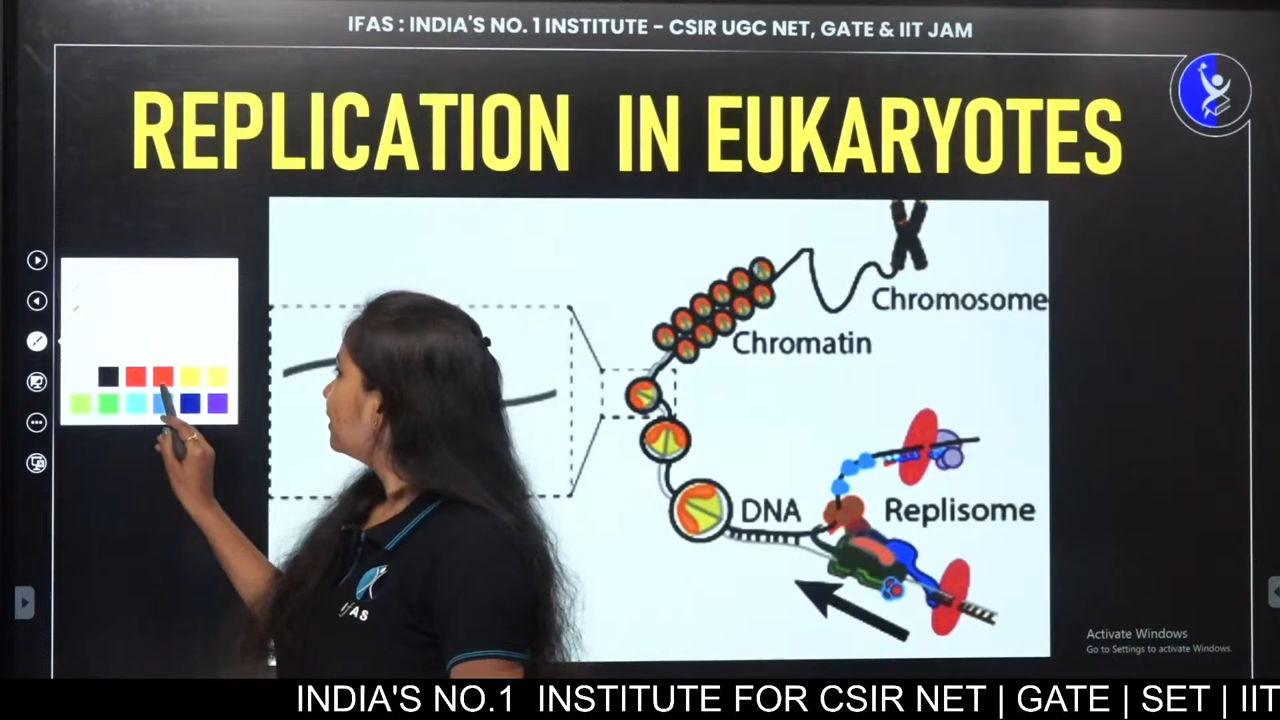 IFAS : INDIA'S NO. 1 INSTITUTE – CSIR UGC NET, GATE & IIT JAM
REPLICATION IN EUKARYOTES
Chromosome
Chromatin
DNA
Replisome
IFAS
Activate Windows
Go to Settings to activate Windows.
INDIA'S NO.1 INSTITUTE FOR CSIR NET | GATE | SET | IIT